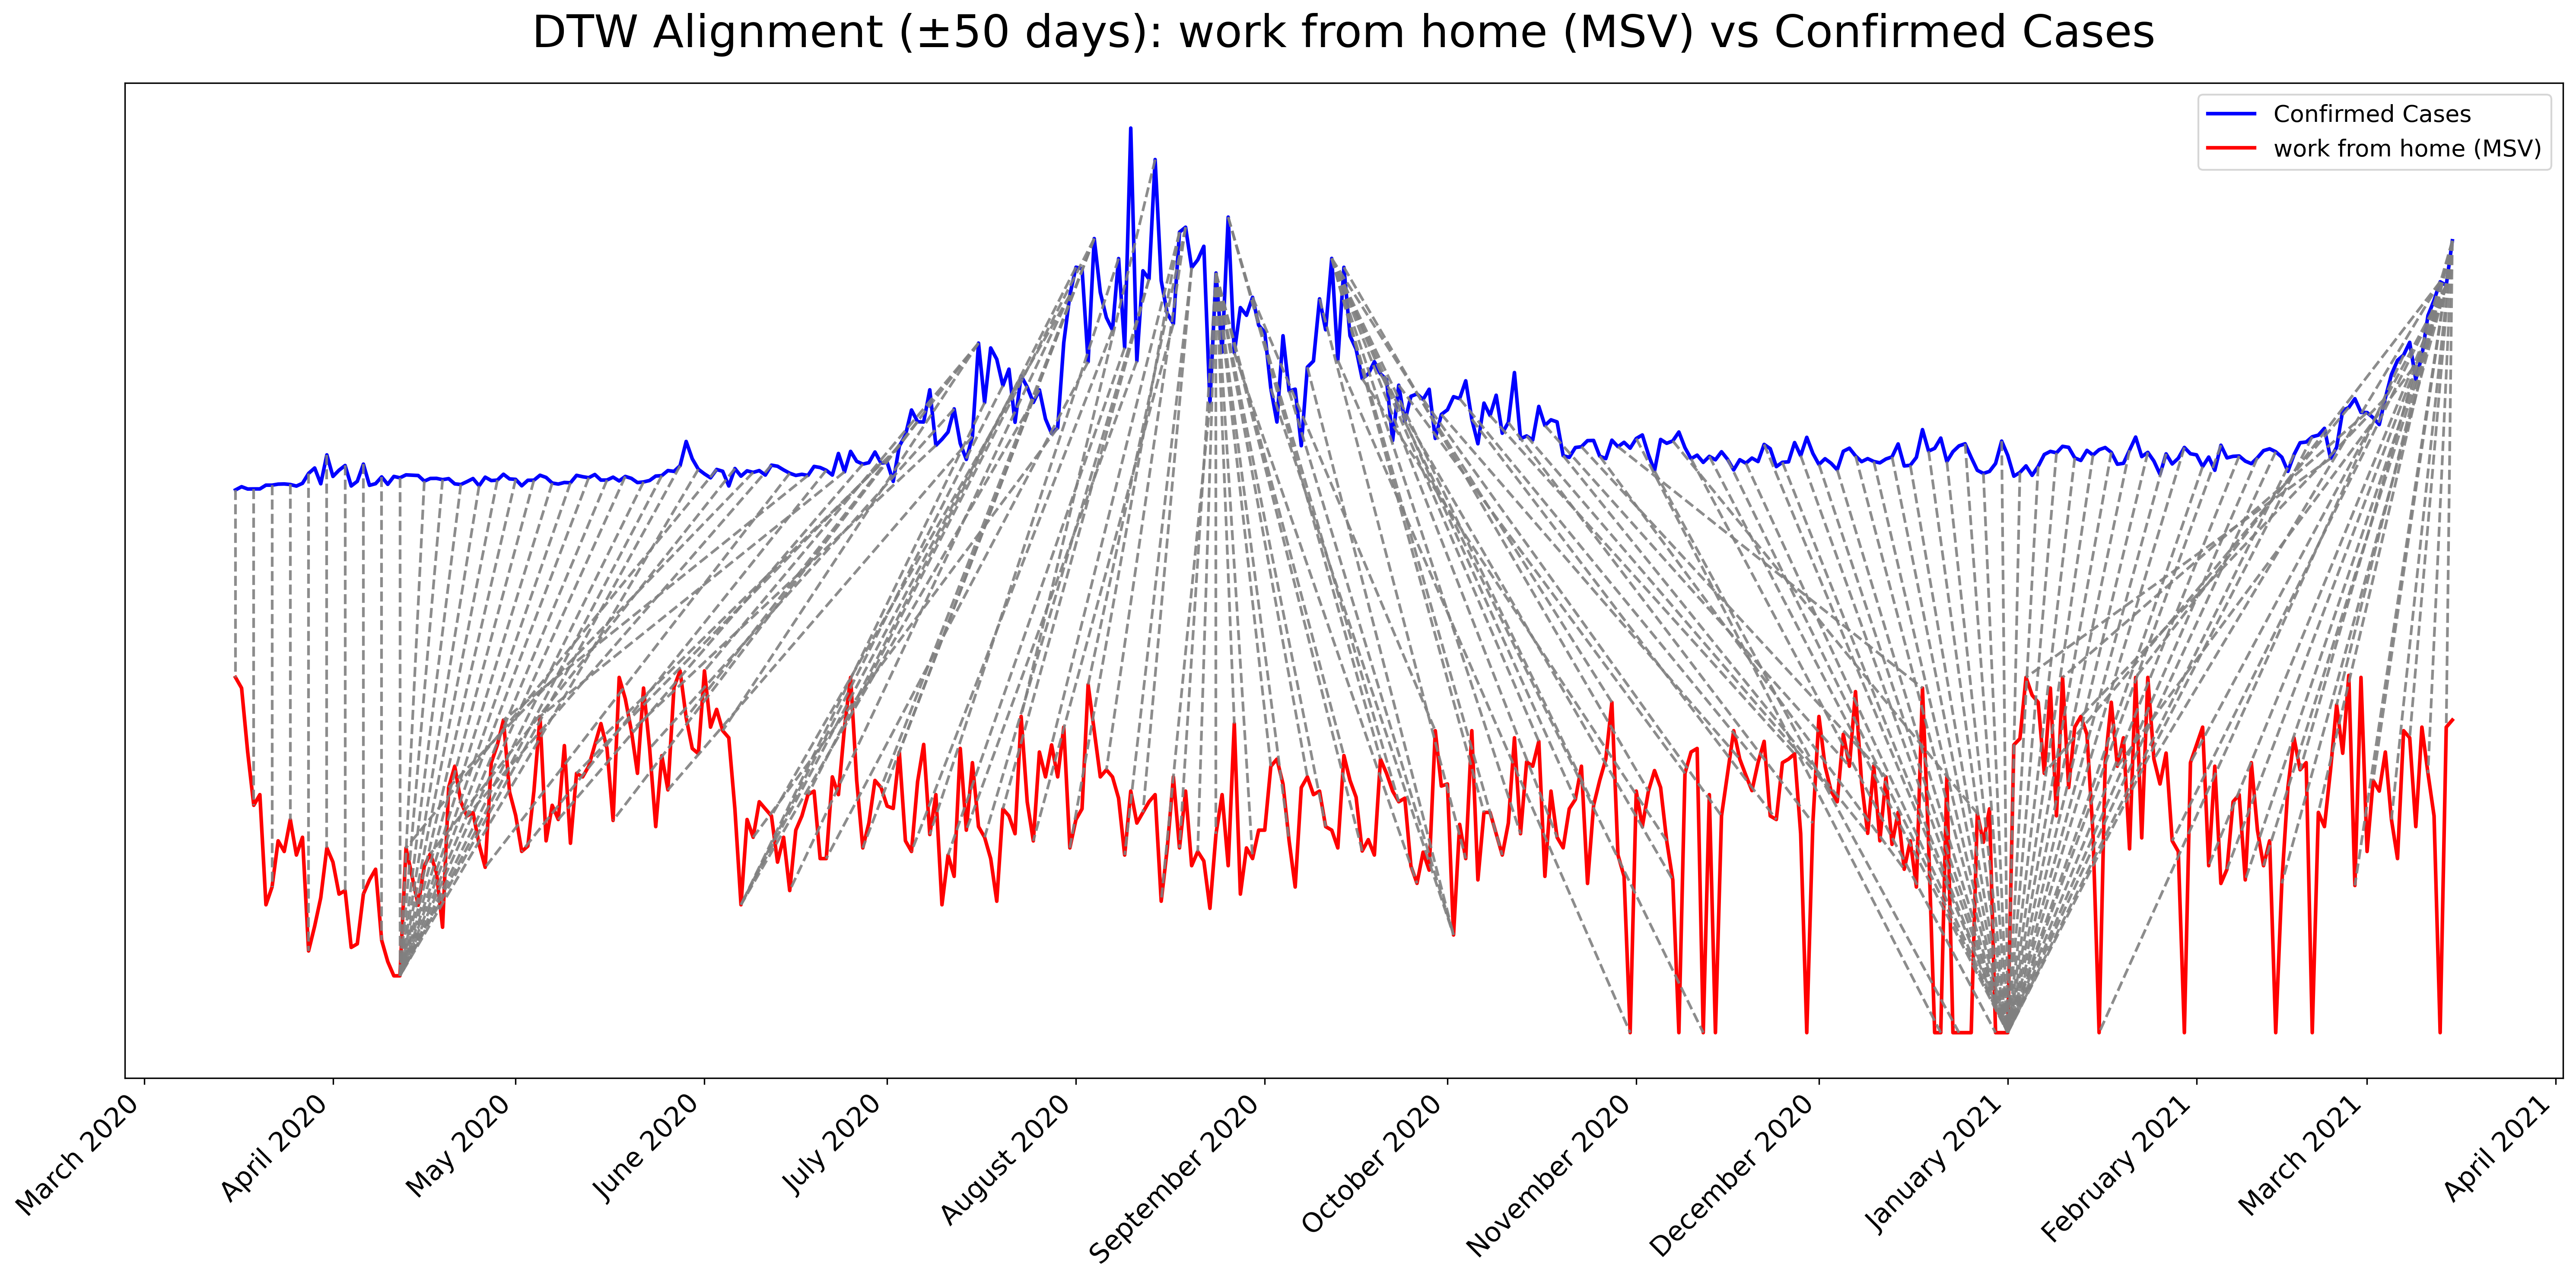 DTW Alignment (±50 days): work from home (MSV) vs Confirmed Cases
Confirmed Cases
work from home (MSV)
March 2020
April 2020
May 2020
June 2020
July 2020
August 2020
September 2020
October 2020
November 2020
December 2020
January 2021
February 2021
March 2021
April 2021